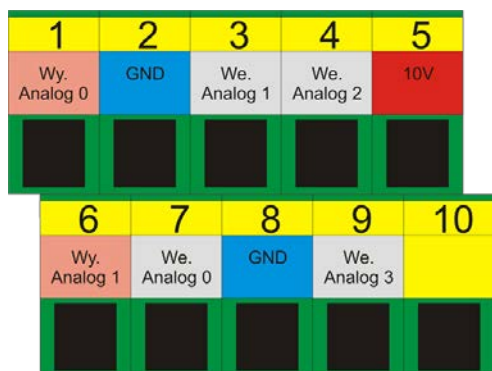 1 2 3 4 5
Wy. Analog 0 GND We. Analog 1 We. Analog 2 10V
6 7 8 9 10
Wy. Analog 1 We. Analog 0 GND We. Analog 3